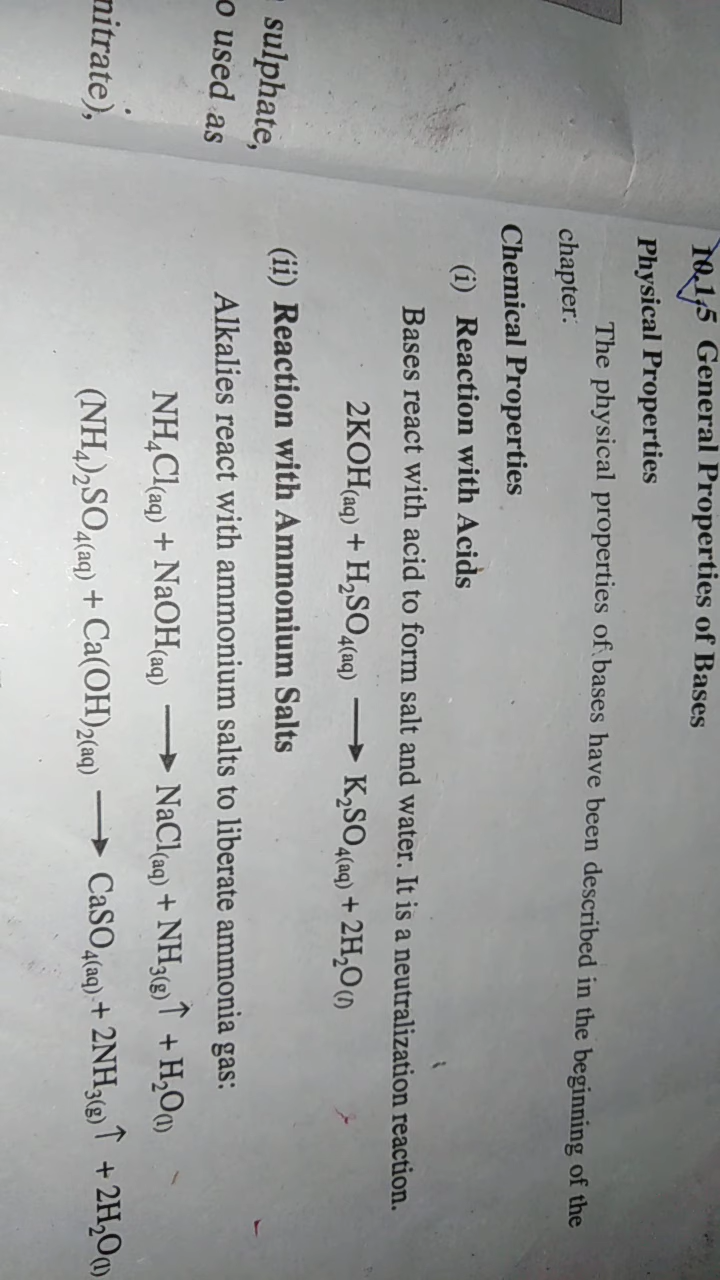 10.1.5 General Properties of Bases
Physical Properties
The physical properties of bases have been described in the beginning of the
chapter.
Chemical Properties
(i) Reaction with Acids
Bases react with acid to form salt and water. It is a neutralization reaction.
2KOH(aq) + H₂SO₄(aq) ⟶ K₂SO₄(aq) + 2H₂O(l)
(ii) Reaction with Ammonium Salts
Alkalies react with ammonium salts to liberate ammonia gas:
NH₄Cl(aq) + NaOH(aq) ⟶ NaCl(aq) + NH₃(g)↑ + H₂O(l)
(NH₄)₂SO₄(aq) + Ca(OH)₂(aq) ⟶ CaSO₄(aq) + 2NH₃(g)↑ + 2H₂O(l)
sulphate,
o used as
nitrate),